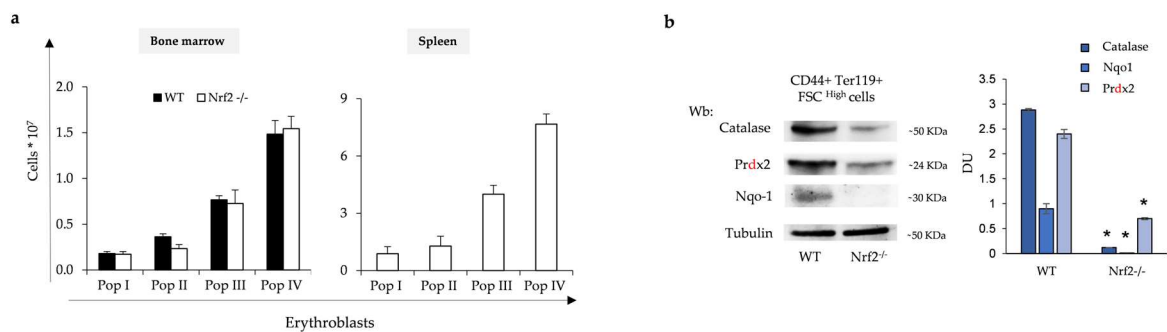 a
Bone marrow
Spleen
Cells * 10^7
2.0
1.5
1.0
0.5
0.0
WT
Nrf2 -/-
9
6
3
0
Pop I Pop II Pop III Pop IV
Pop I Pop II Pop III Pop IV
Erythroblasts
b
CD44+ Ter119+
FSC High cells
Wb:
Catalase
~50 KDa
Prdx2
~24 KDa
Nqo-1
~30 KDa
Tubulin
~50 KDa
WT Nrf2-/-
Catalase
Nqo1
Prdx2
DU
3.5
3
2.5
2
1.5
1
0.5
0
* * *
WT Nrf2-/-